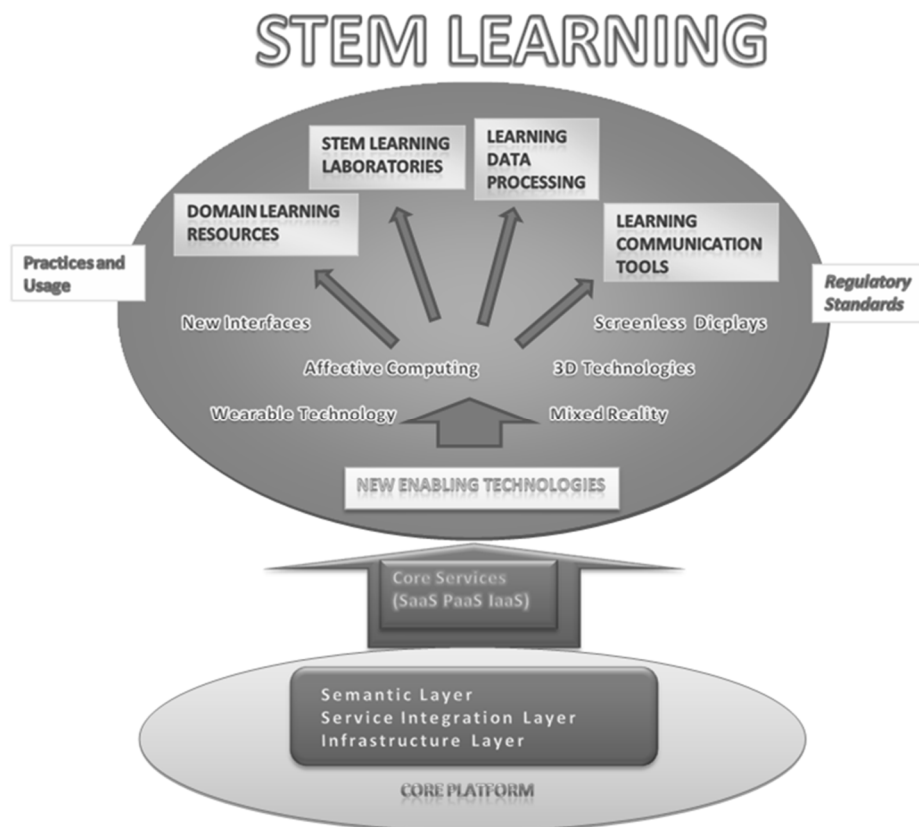 STEM LEARNING
STEM LEARNING
LABORATORIES
LEARNING
DATA
PROCESSING
DOMAIN LEARNING
RESOURCES
LEARNING
COMMUNICATION
TOOLS
Practices and
Usage
Regulatory
Standards
New Interfaces
Screenless Dicplays
Affective Computing
3D Technologies
Wearable Technology
Mixed Reality
NEW ENABLING TECHNOLOGIES
Core Services
(SaaS PaaS IaaS)
Semantic Layer
Service Integration Layer
Infrastructure Layer
CORE PLATFORM